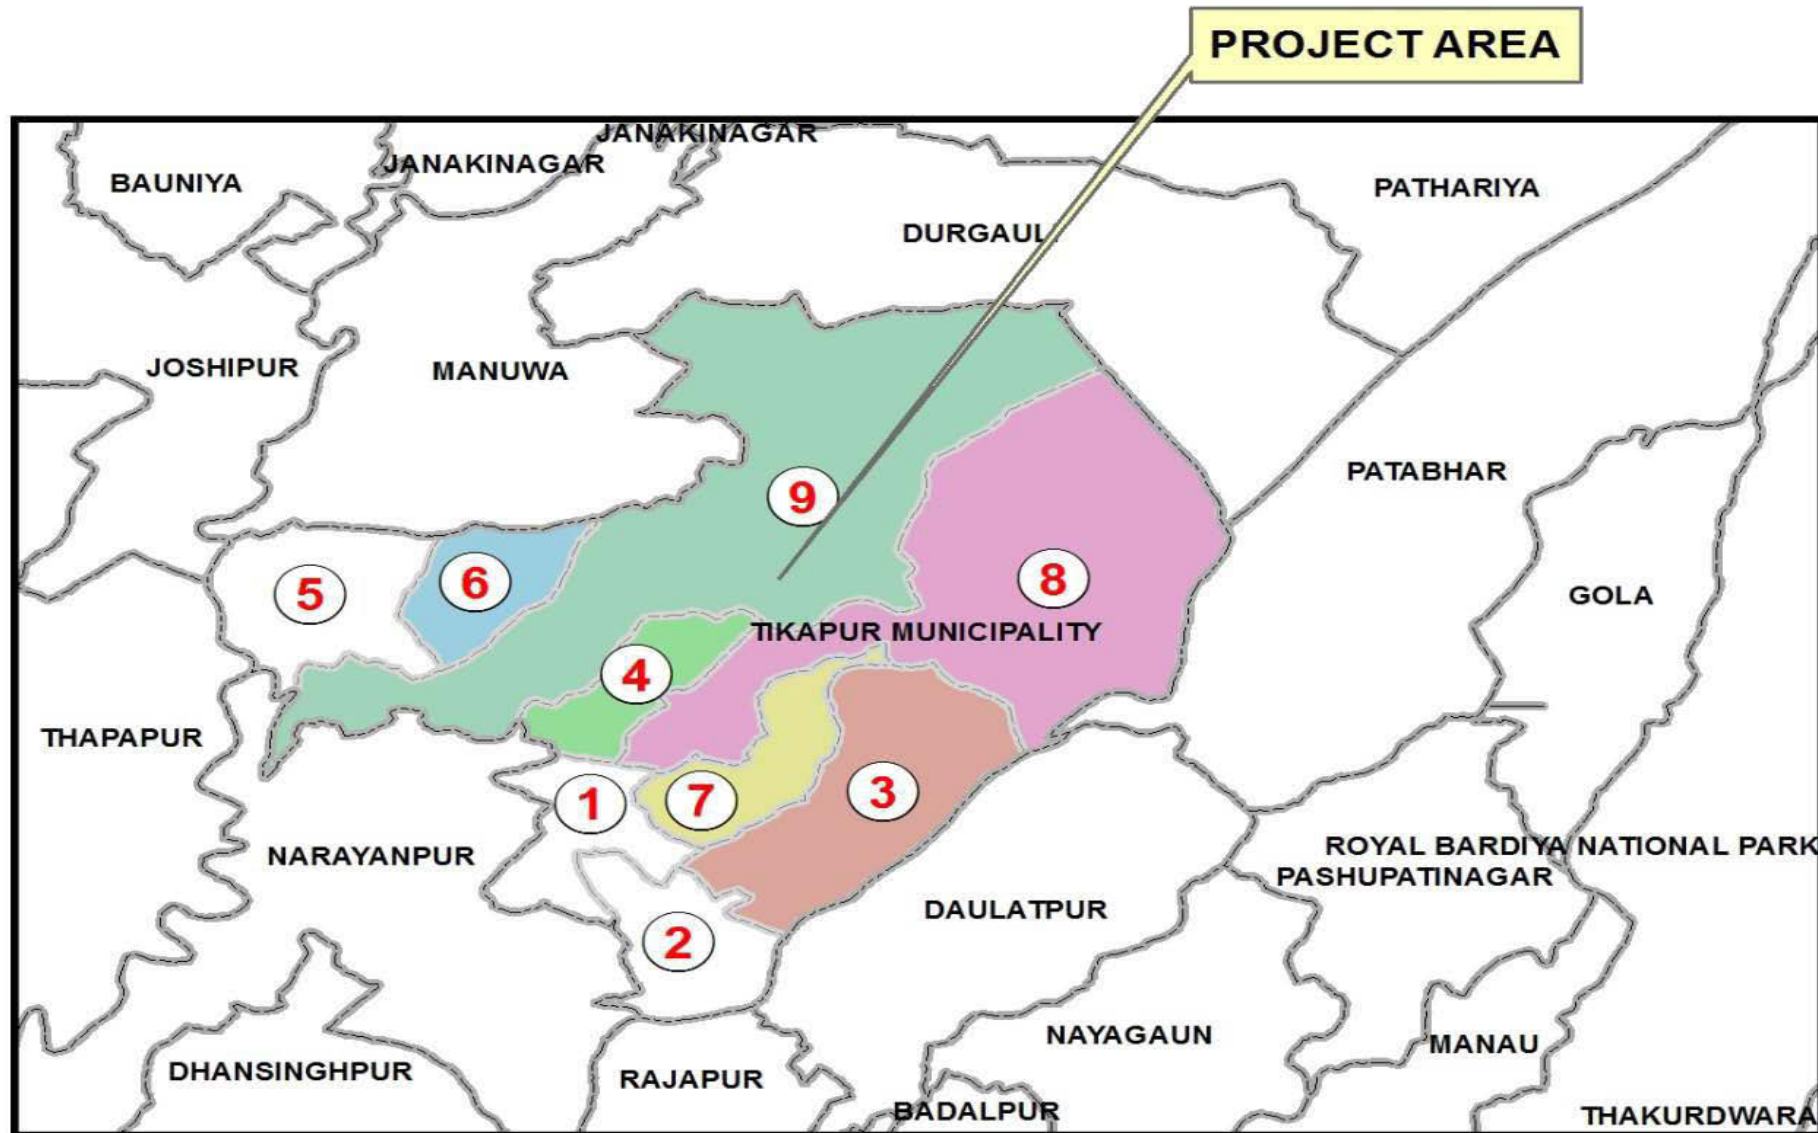 PROJECT AREA
JANAKINAGAR
JANAKINAGAR
BAUNIYA
PATHARIYA
DURGAUL
JOSHIPUR
MANUWA
PATABHAR
9
5
6
8
GOLA
TIKAPUR MUNICIPALITY
4
THAPAPUR
1
7
3
NARAYANPUR
ROYAL BARDIYA NATIONAL PARK
PASHUPATINAGAR
DAULATPUR
2
NAYAGAUN
MANAU
DHANSINGHPUR
RAJAPUR
BADALPUR
THAKURDWARA